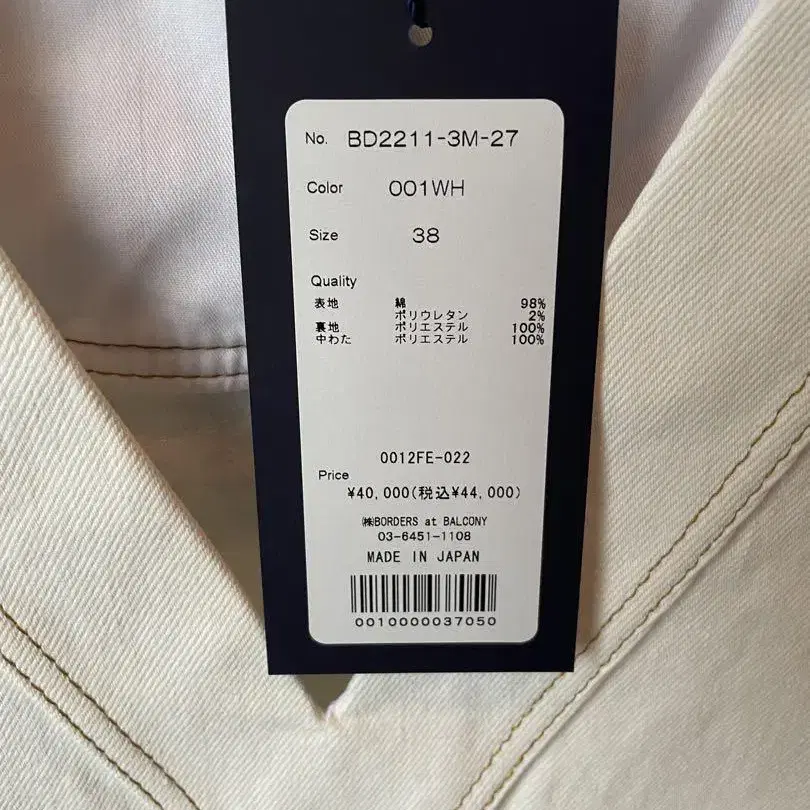 No. BD2211-3M-27
Color 001WH
Size 38
Quality
表地 綿 98%
ポリウレタン 2%
裏地 ポリエステル 100%
中わた ポリエステル 100%
0012FE-022
Price
¥40,000(税込¥44,000)
㈱BORDERS at BALCONY
03-6451-1108
MADE IN JAPAN
0010000037050